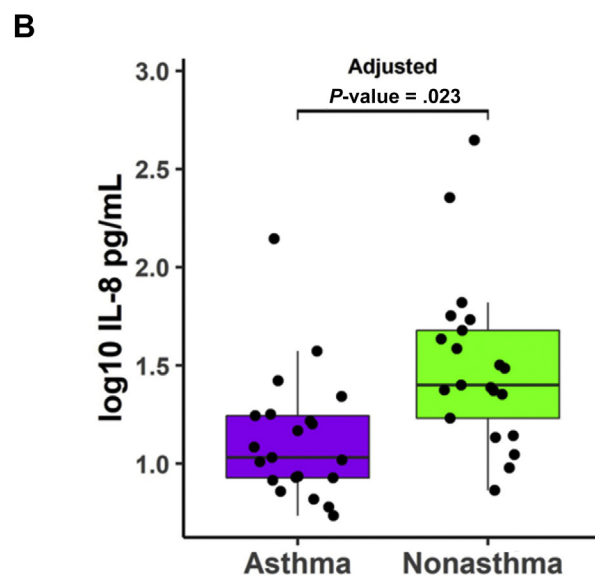 B
Adjusted
P-value = .023
log10 IL-8 pg/mL
3.0
2.5
2.0
1.5
1.0
Asthma Nonasthma